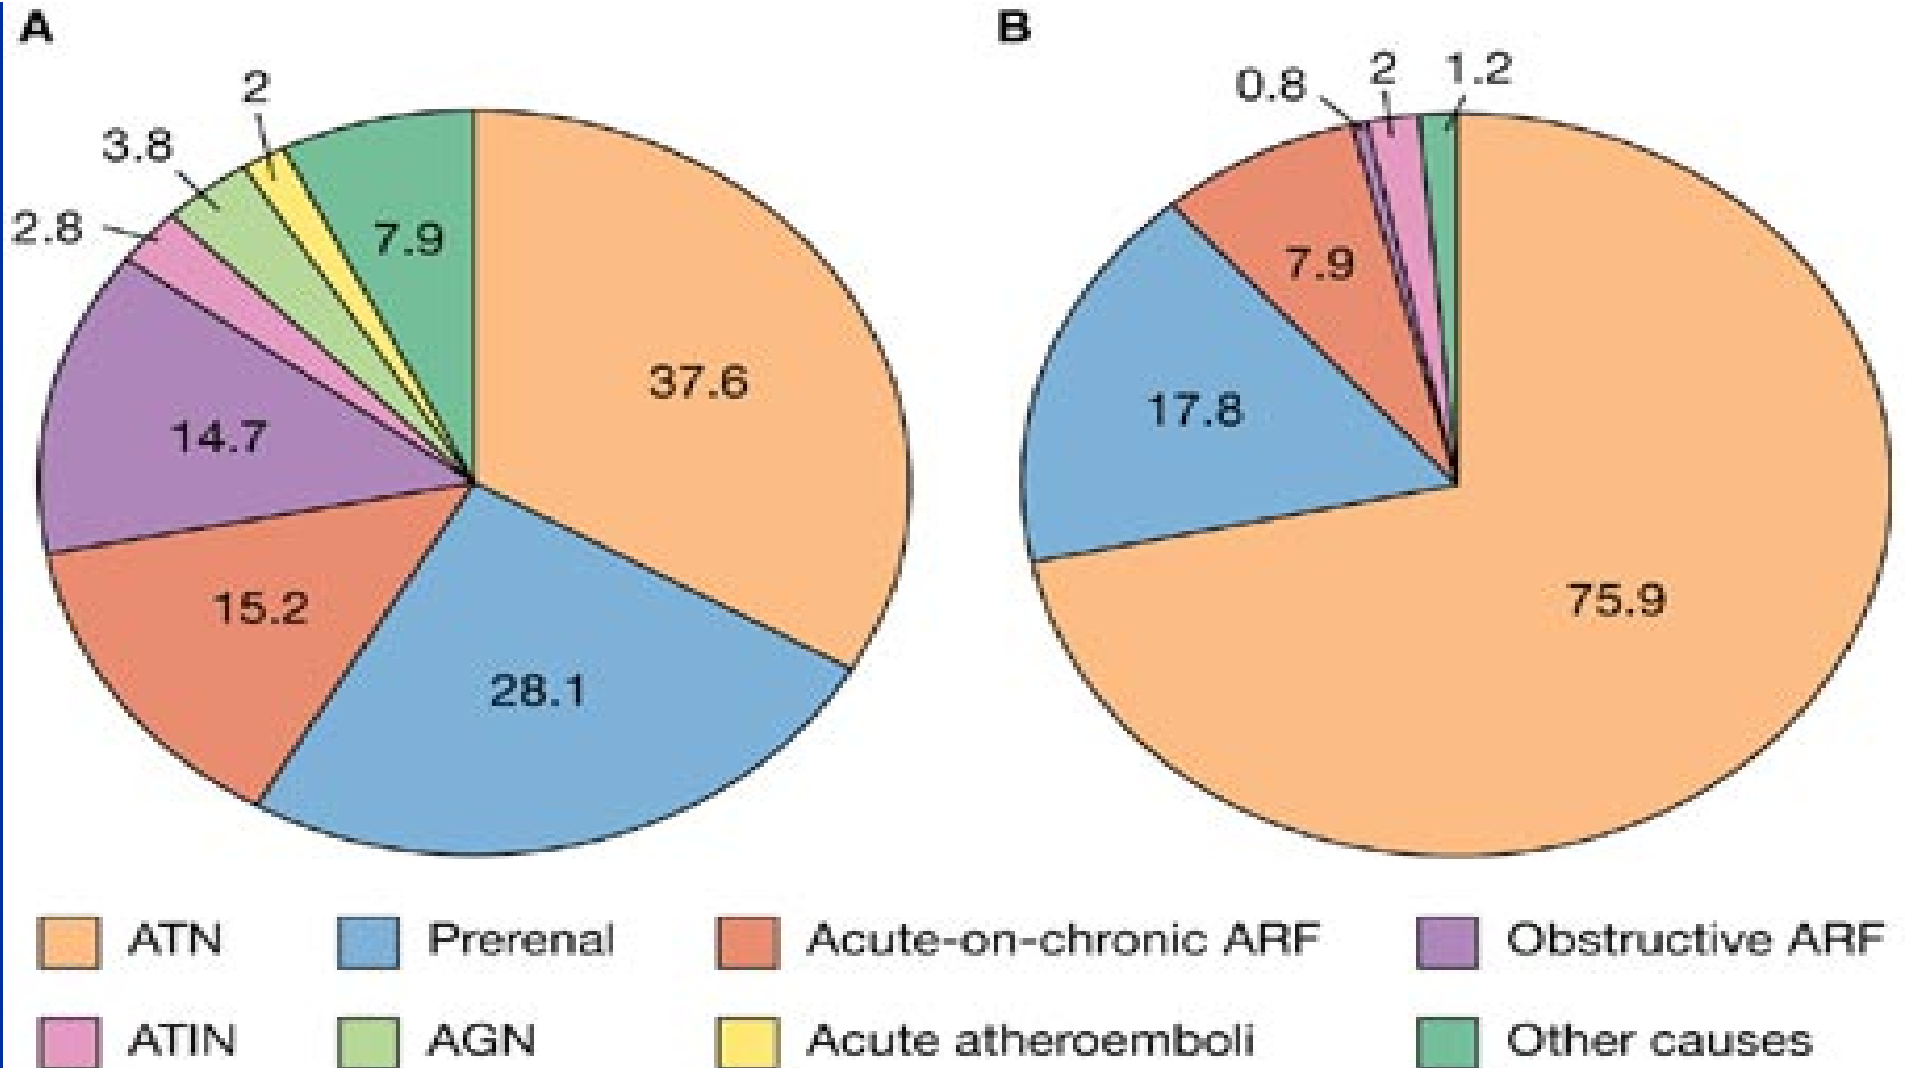 A
B
2
0.8
2
1.2
3.8
2.8
7.9
7.9
37.6
14.7
17.8
15.2
75.9
28.1
ATN
Prerenal
Acute-on-chronic ARF
Obstructive ARF
ATIN
AGN
Acute atheroemboli
Other causes